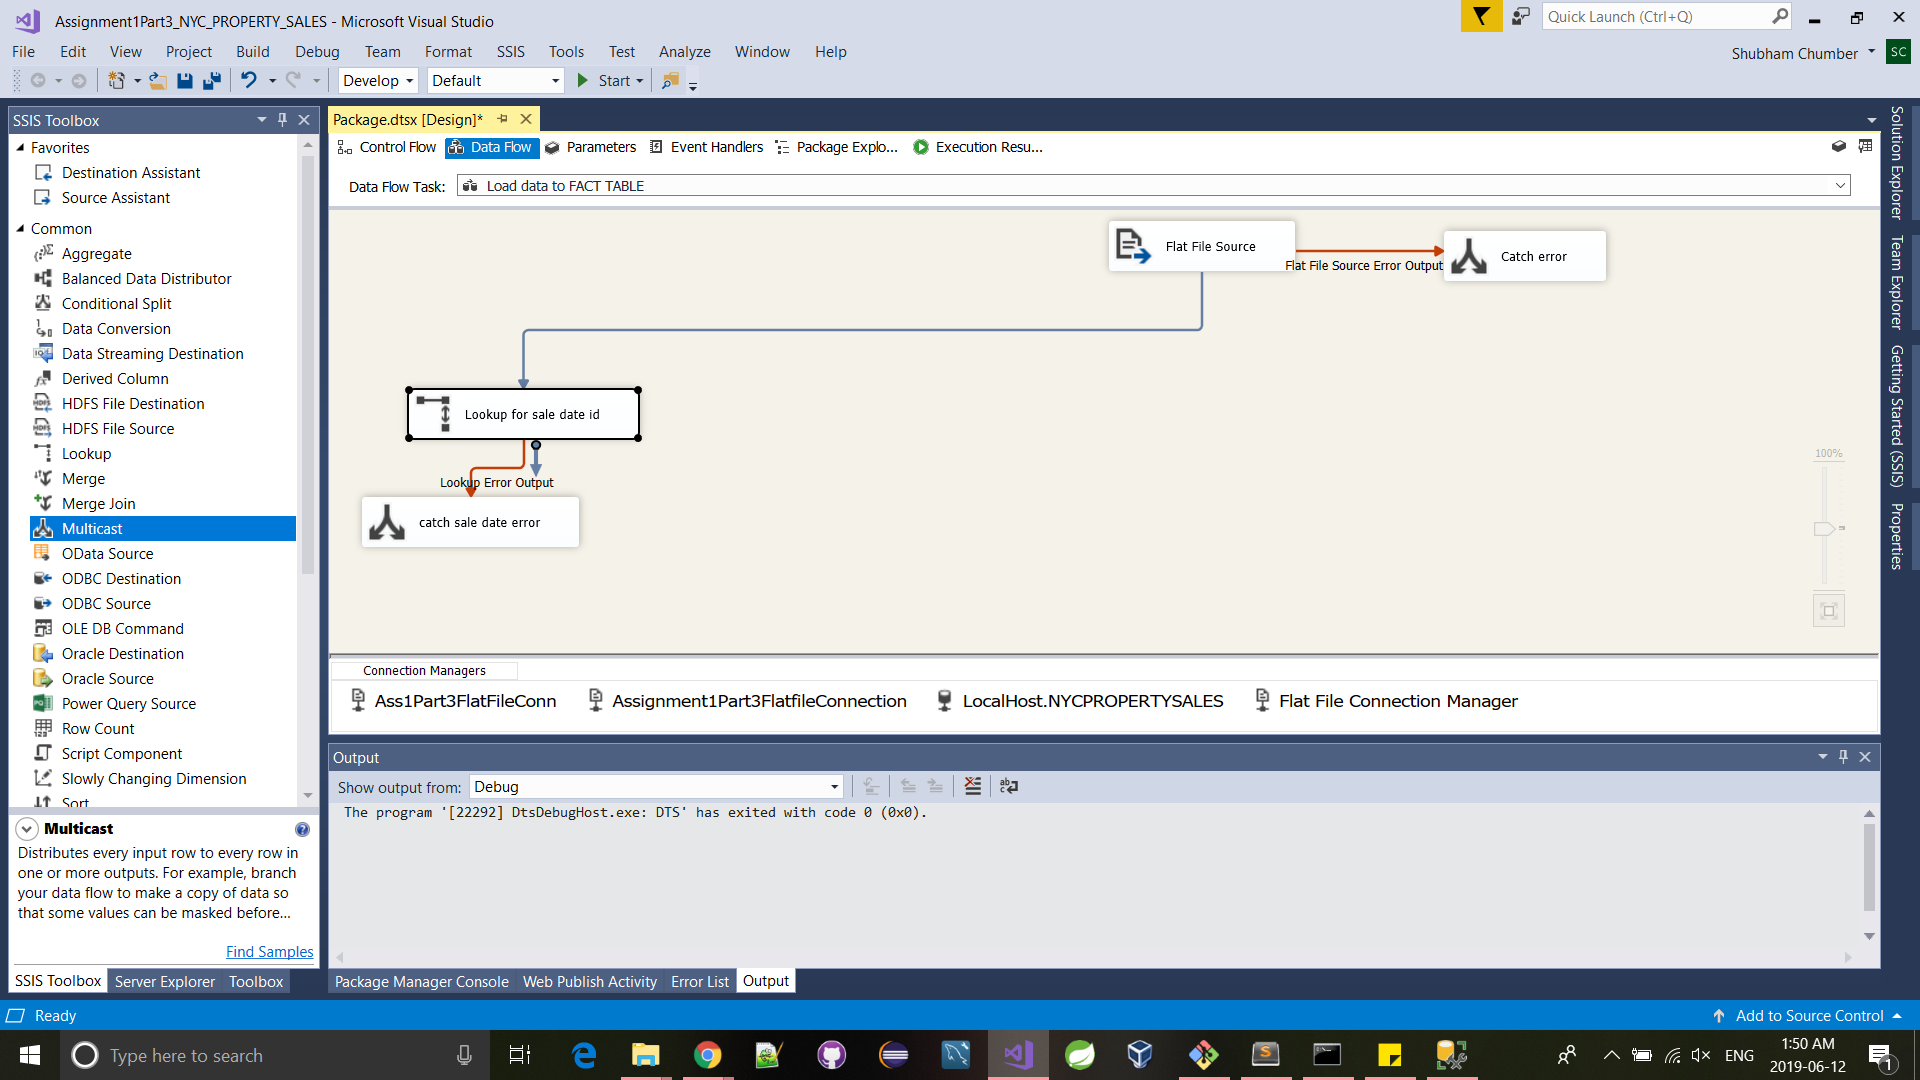 Assignment1Part3_NYC_PROPERTY_SALES - Microsoft Visual Studio
Quick Launch (Ctrl+Q)
File Edit View Project Build Debug Team Format SSIS Tools Test Analyze Window Help
Shubham Chumber SC
Develop Default Start
SSIS Toolbox
Favorites
Destination Assistant
Source Assistant
Common
Aggregate
Balanced Data Distributor
Conditional Split
Data Conversion
Data Streaming Destination
Derived Column
HDFS File Destination
HDFS File Source
Lookup
Merge
Merge Join
Multicast
OData Source
ODBC Destination
ODBC Source
OLE DB Command
Oracle Destination
Oracle Source
Power Query Source
Row Count
Script Component
Slowly Changing Dimension
Sort
Multicast
Distributes every input row to every row in
one or more outputs. For example, branch
your data flow to make a copy of data so
that some values can be masked before...
Find Samples
SSIS Toolbox Server Explorer Toolbox
Package.dtsx [Design]*
Control Flow Data Flow Parameters Event Handlers Package Explo... Execution Resu...
Data Flow Task: Load data to FACT TABLE
Flat File Source
Flat File Source Error Output
Catch error
Lookup for sale date id
Lookup Error Output
catch sale date error
100%
Connection Managers
Ass1Part3FlatFileConn Assignment1Part3FlatfileConnection LocalHost.NYCPROPERTYSALES Flat File Connection Manager
Output
Show output from: Debug
The program '[22292] DtsDebugHost.exe: DTS' has exited with code 0 (0x0).
Package Manager Console Web Publish Activity Error List Output
Solution Explorer
Team Explorer
Getting Started (SSIS)
Properties
Ready
Add to Source Control
Type here to search
ENG
1:50 AM
2019-06-12
1